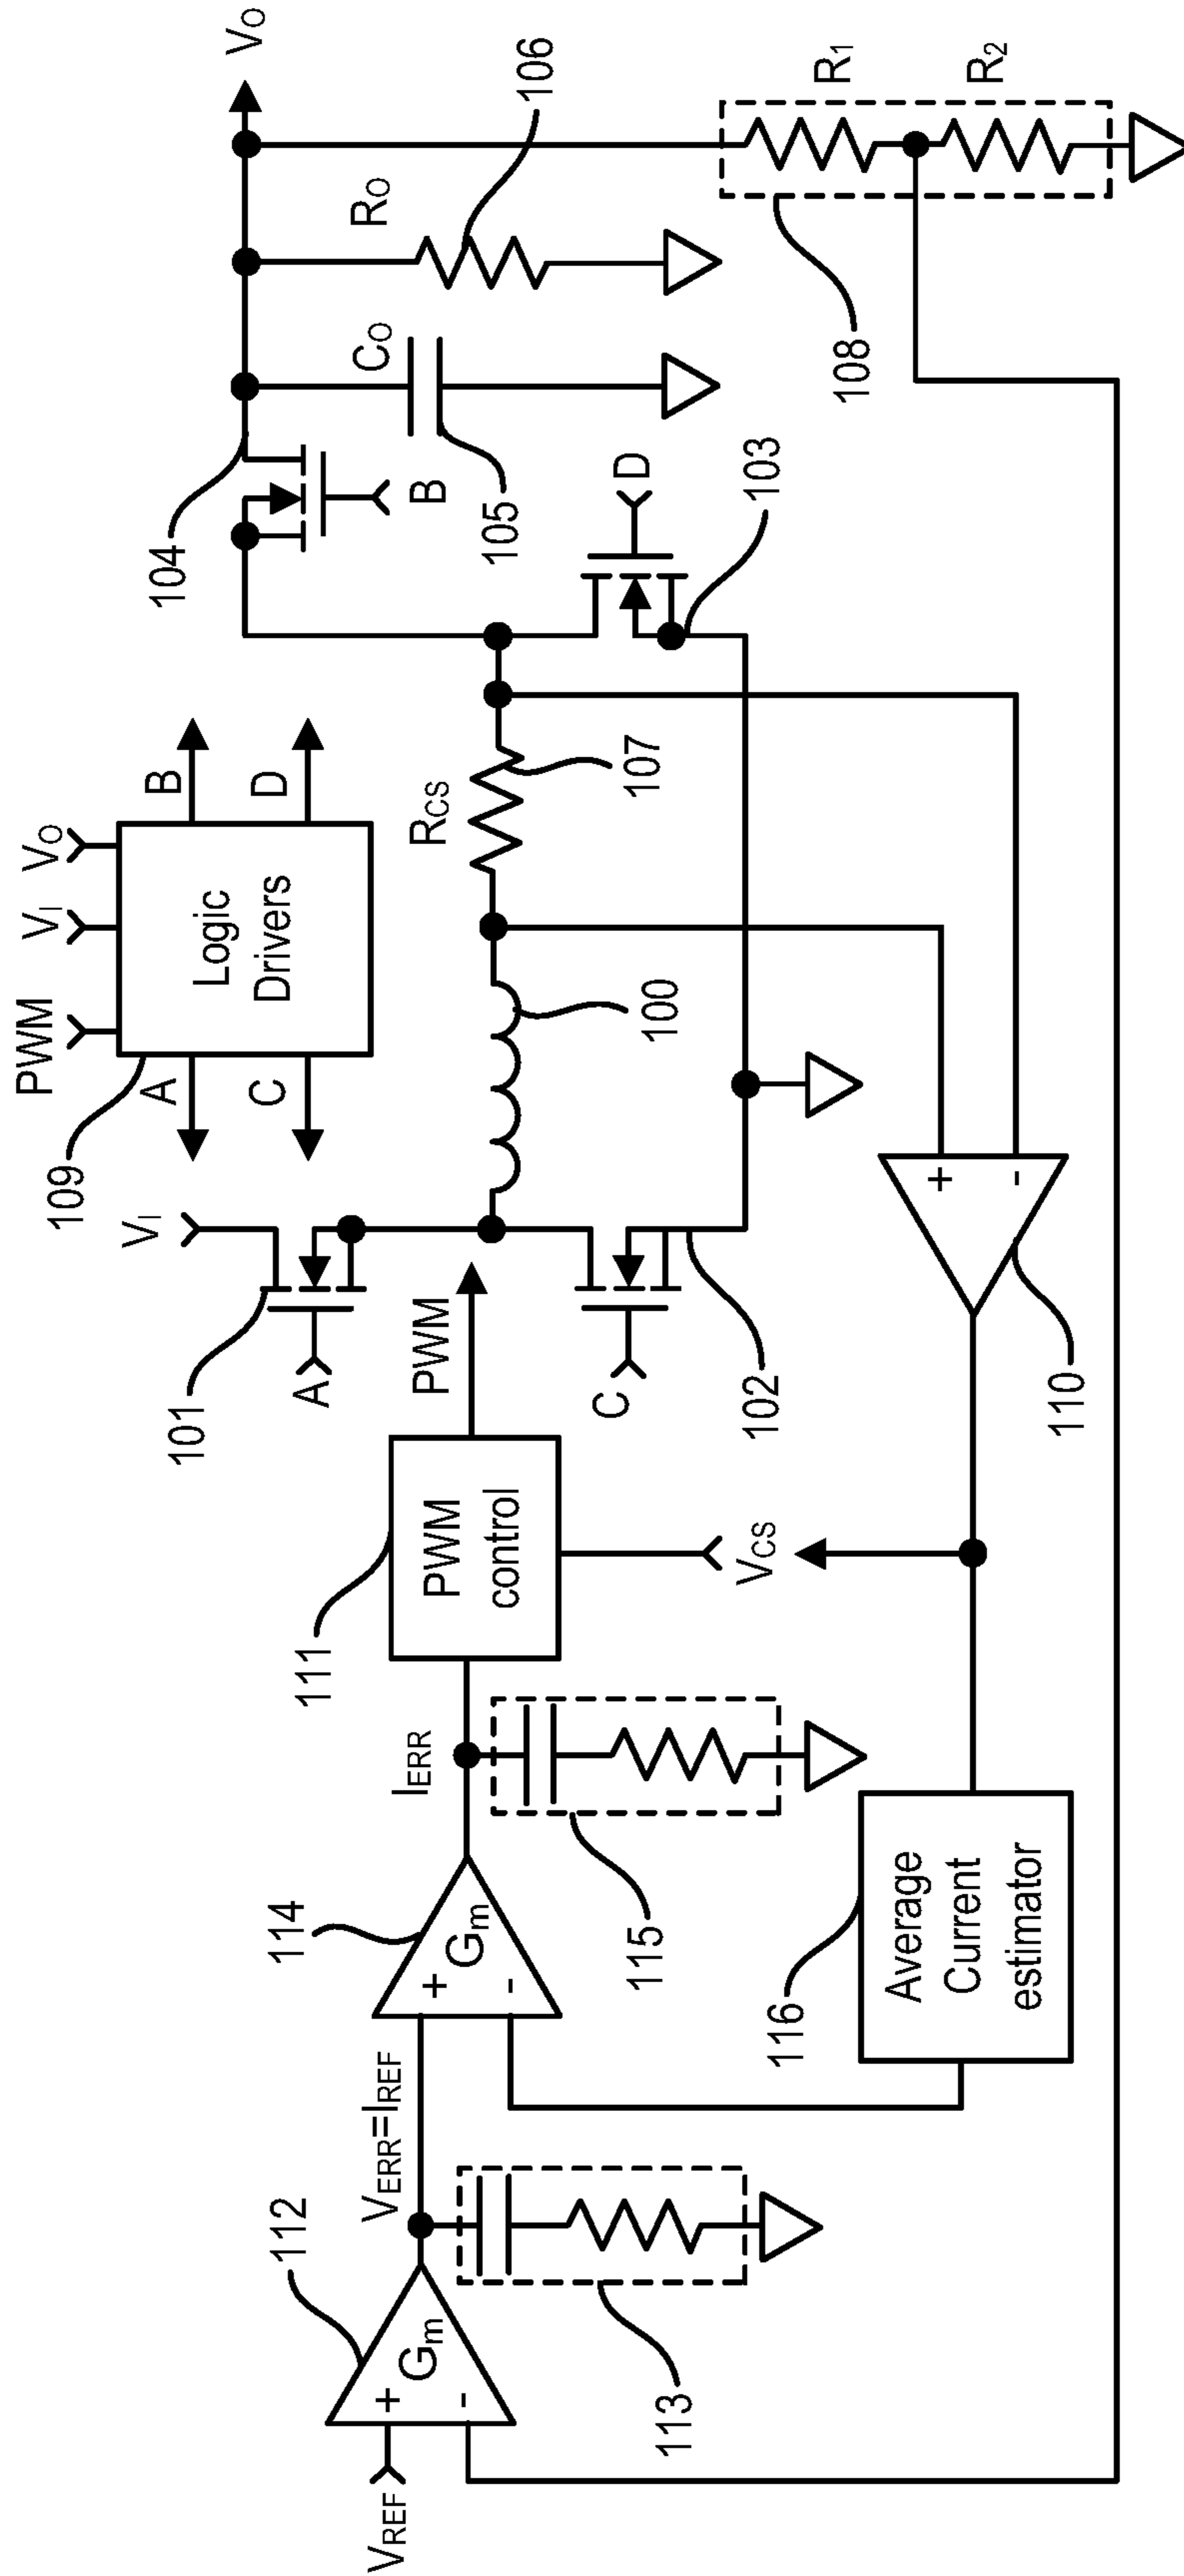 PWM
VI
VO
109
A
B
Logic
Drivers
C
D
104
VO
VI
101
A
PWM
100
RCS
107
B
CO
105
RO
106
111
PWM
control
C
102
D
103
R1
R2
108
112
VREF
+
Gm
-
VERR=IREF
113
114
+
Gm
-
IERR
115
VCS
116
Average
Current
estimator
+
-
110